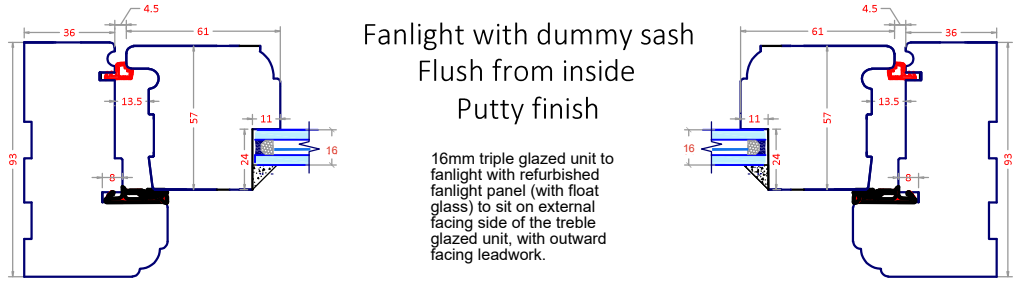 4.5
36
61
Fanlight with dummy sash
Flush from inside
Putty finish
13.5
57
11
93
24
16
8
16mm triple glazed unit to
fanlight with refurbished
fanlight panel (with float
glass) to sit on external
facing side of the treble
glazed unit, with outward
facing leadwork.
4.5
61
36
13.5
57
11
93
24
16
8